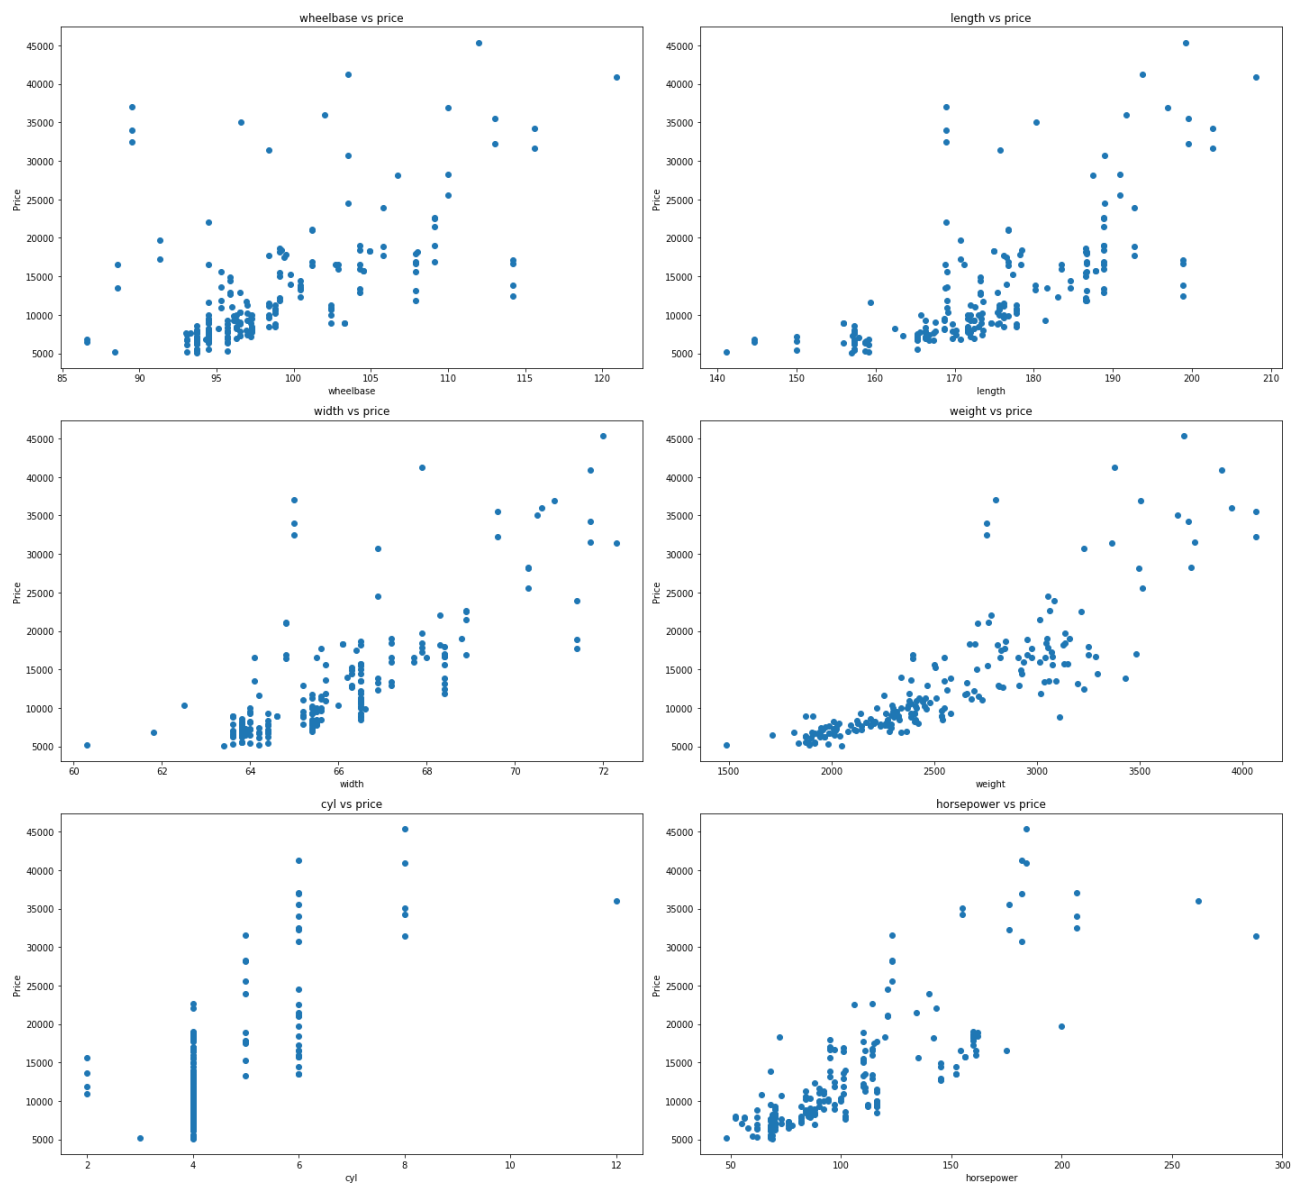 wheelbase vs price
45000
40000
35000
30000
25000
20000
15000
10000
5000
Price
85 90 95 100 105 110 115 120
wheelbase
length vs price
45000
40000
35000
30000
25000
20000
15000
10000
5000
Price
140 150 160 170 180 190 200 210
length
width vs price
45000
40000
35000
30000
25000
20000
15000
10000
5000
Price
60 62 64 66 68 70 72
width
weight vs price
45000
40000
35000
30000
25000
20000
15000
10000
5000
Price
1500 2000 2500 3000 3500 4000
weight
cyl vs price
45000
40000
35000
30000
25000
20000
15000
10000
5000
Price
2 4 6 8 10 12
cyl
horsepower vs price
45000
40000
35000
30000
25000
20000
15000
10000
5000
Price
50 100 150 200 250 300
horsepower